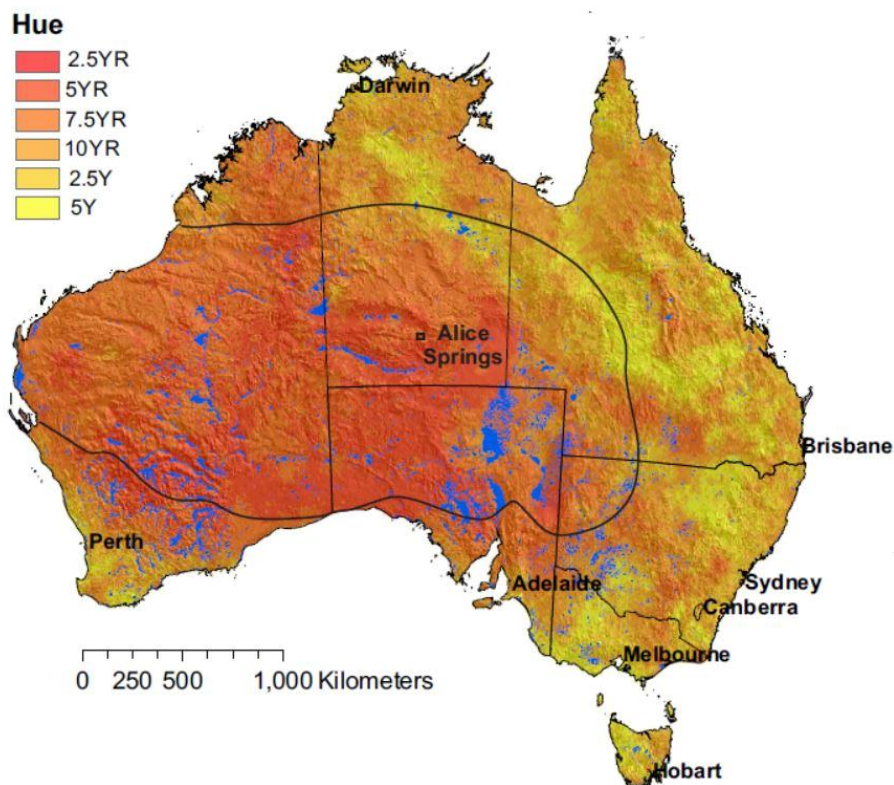 Hue
2.5YR
5YR
7.5YR
10YR
2.5Y
5Y
Darwin
Alice
Springs
Brisbane
Perth
Adelaide
Sydney
Canberra
Melbourne
0 250 500 1,000 Kilometers
Hobart